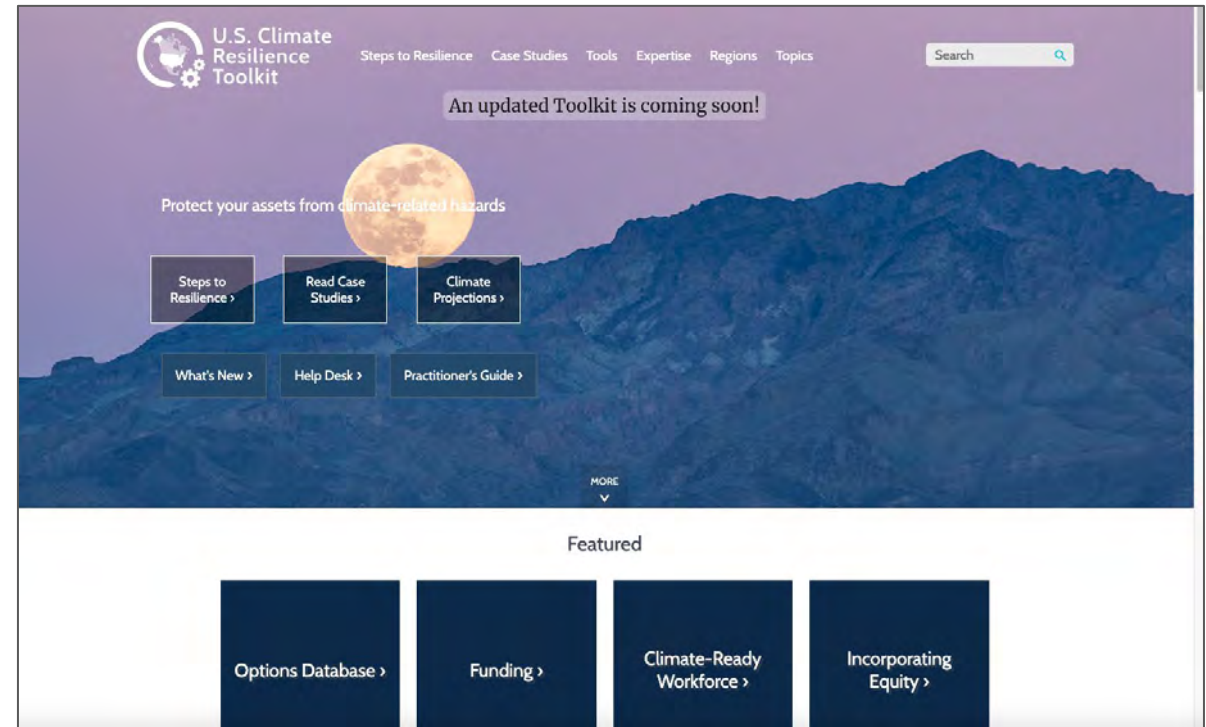 U.S. Climate
Resilience
Toolkit
Steps to Resilience Case Studies Tools Expertise Regions Topics
Search
An updated Toolkit is coming soon!
Protect your assets from climate-related hazards
Steps to
Resilience ›
Read Case
Studies ›
Climate
Projections ›
What's New ›
Help Desk ›
Practitioner's Guide ›
MORE
Featured
Options Database ›
Funding ›
Climate-Ready
Workforce ›
Incorporating
Equity ›